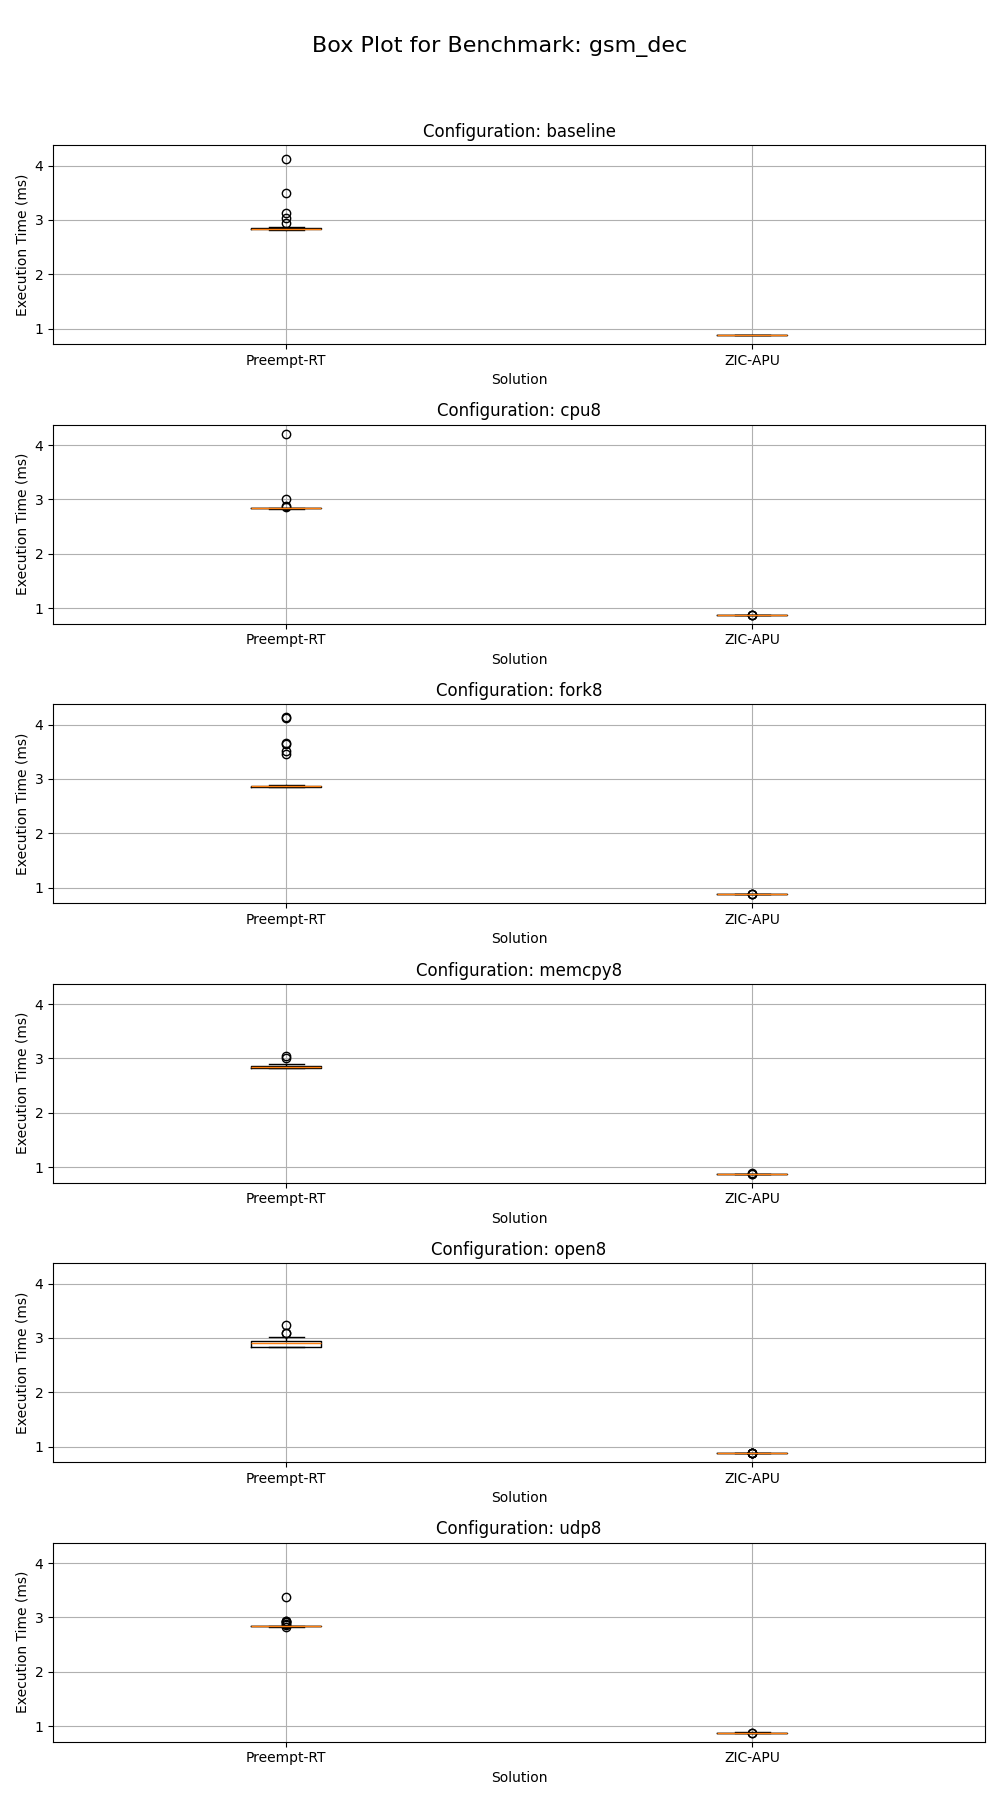 Box Plot for Benchmark: gsm_dec
Configuration: baseline
Execution Time (ms)
4
3
2
1
Preempt-RT
ZIC-APU
Solution
Configuration: cpu8
Execution Time (ms)
4
3
2
1
Preempt-RT
ZIC-APU
Solution
Configuration: fork8
Execution Time (ms)
4
3
2
1
Preempt-RT
ZIC-APU
Solution
Configuration: memcpy8
Execution Time (ms)
4
3
2
1
Preempt-RT
ZIC-APU
Solution
Configuration: open8
Execution Time (ms)
4
3
2
1
Preempt-RT
ZIC-APU
Solution
Configuration: udp8
Execution Time (ms)
4
3
2
1
Preempt-RT
ZIC-APU
Solution